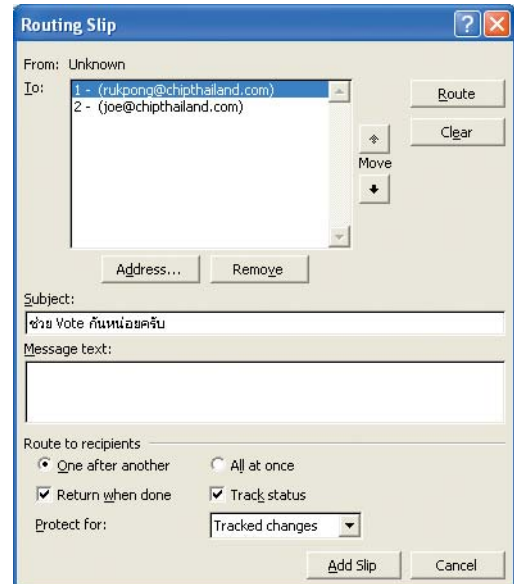 Routing Slip
From: Unknown
To:
1 - (rukpong@chipthailand.com)
2 - (joe@chipthailand.com)
Route
Clear
Move
Address...
Remove
Subject:
ช่วย Vote กันหน่อยครับ
Message text:
Route to recipients
One after another
All at once
Return when done
Track status
Protect for:
Tracked changes
Add Slip
Cancel